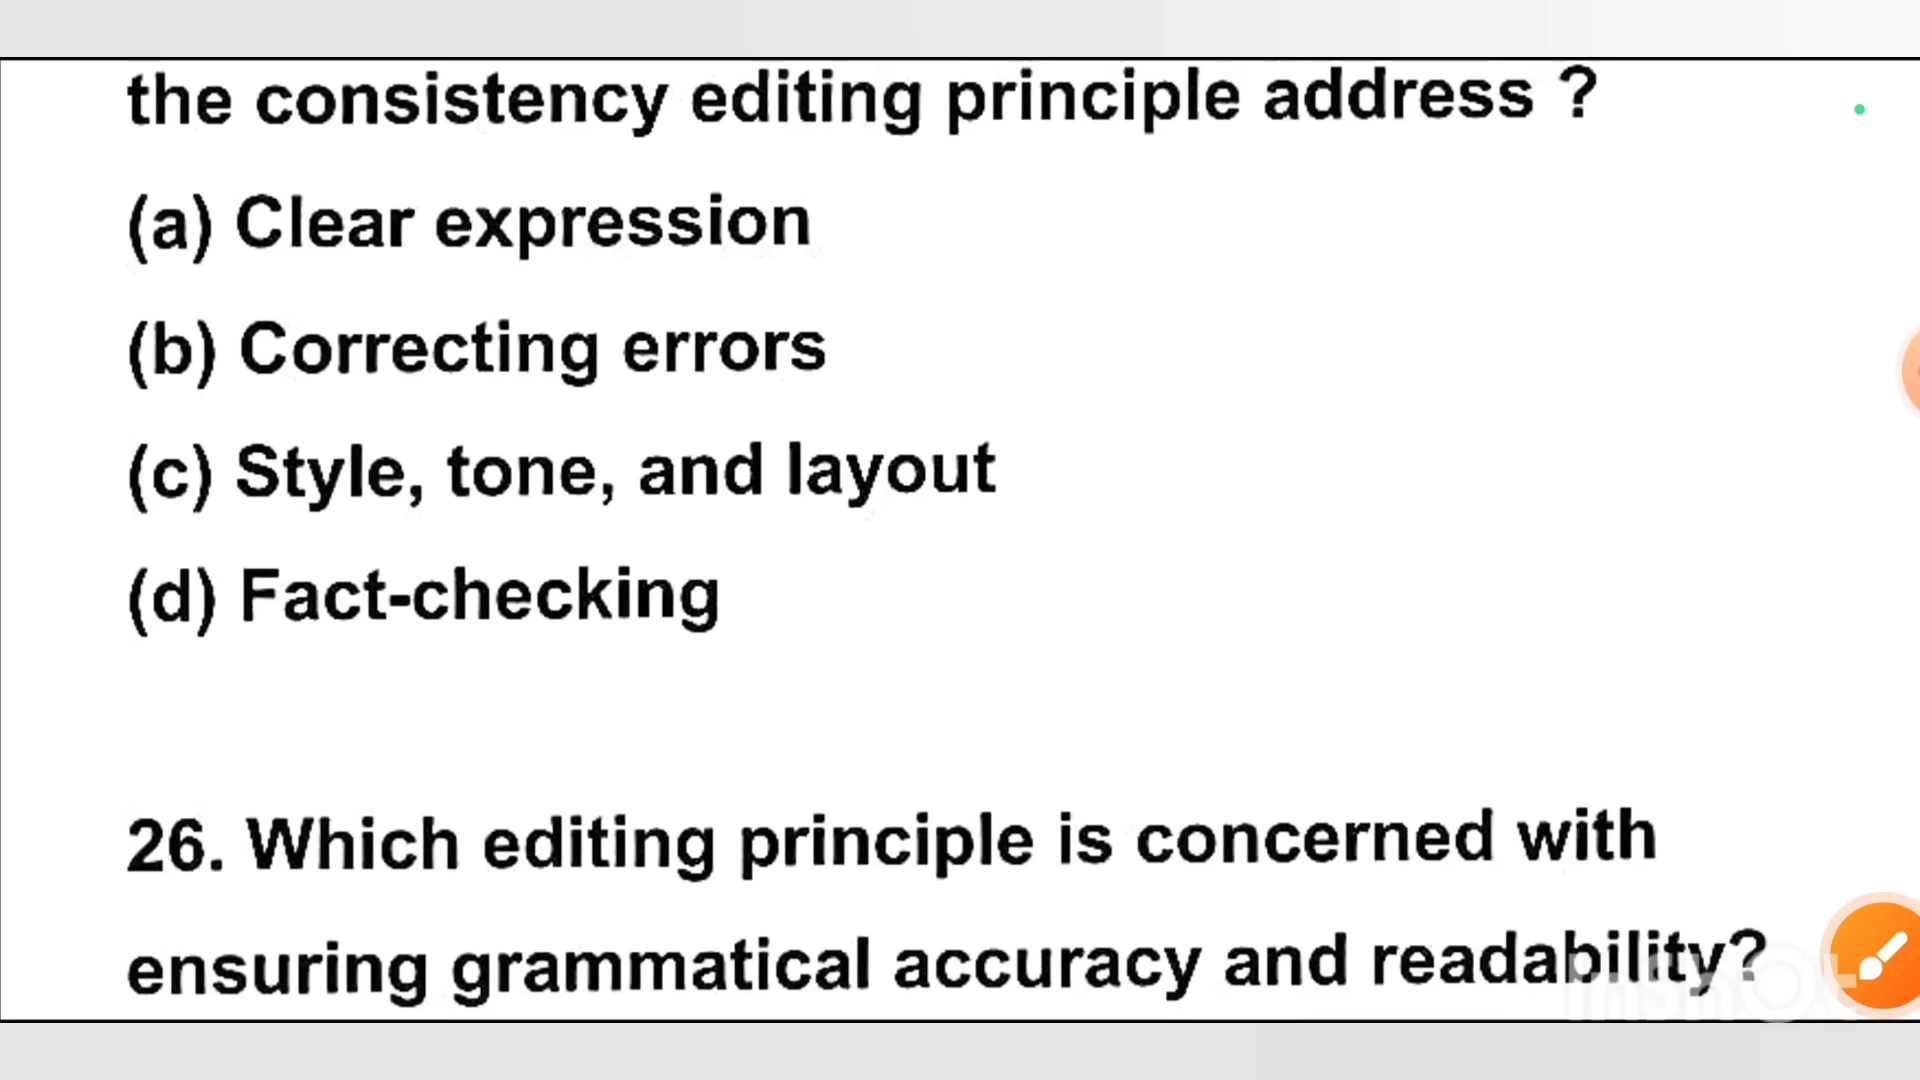 the consistency editing principle address ?
(a) Clear expression
(b) Correcting errors
(c) Style, tone, and layout
(d) Fact-checking
26. Which editing principle is concerned with
ensuring grammatical accuracy and readability?
InShOt